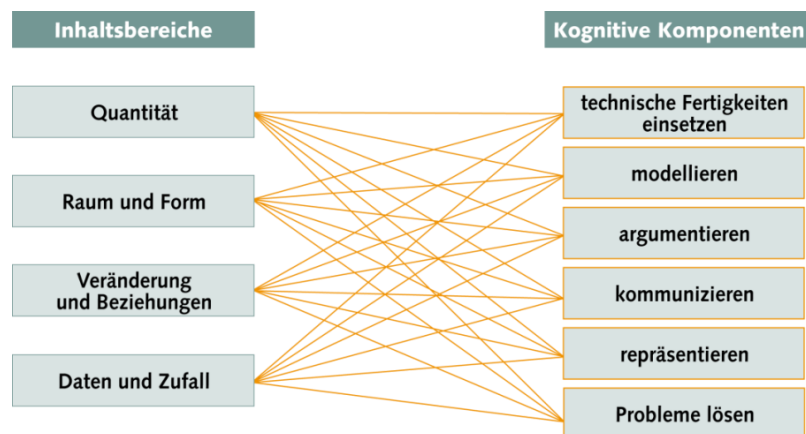 Inhaltsbereiche
Quantität
Raum und Form
Veränderung
und Beziehungen
Daten und Zufall
Kognitive Komponenten
technische Fertigkeiten
einsetzen
modellieren
argumentieren
kommunizieren
repräsentieren
Probleme lösen